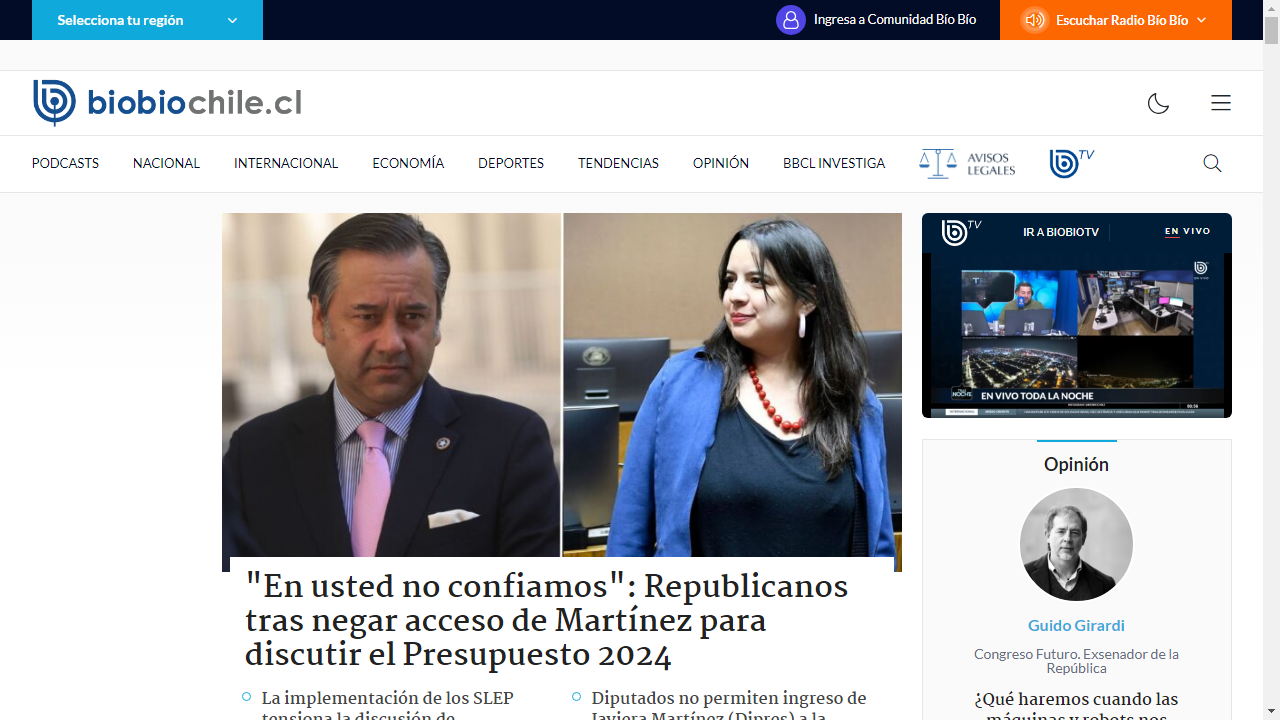 Selecciona tu región
Ingresa a Comunidad Bío Bío
Escuchar Radio Bío Bío
biobiochile.cl
PODCASTS
NACIONAL
INTERNACIONAL
ECONOMÍA
DEPORTES
TENDENCIAS
OPINIÓN
BBCL INVESTIGA
AVISOS
LEGALES
TV
TV
IR A BIOBIOTV
EN VIVO
EN VIVO TODA LA NOCHE
"En usted no confiamos": Republicanos
tras negar acceso de Martínez para
discutir el Presupuesto 2024
La implementación de los SLEP
tensiona la discusión de
Diputados no permiten ingreso de
Javiera Martínez (Dipres) a la
Opinión
Guido Girardi
Congreso Futuro. Exsenador de la
República
¿Qué haremos cuando las
máquinas y robots nos